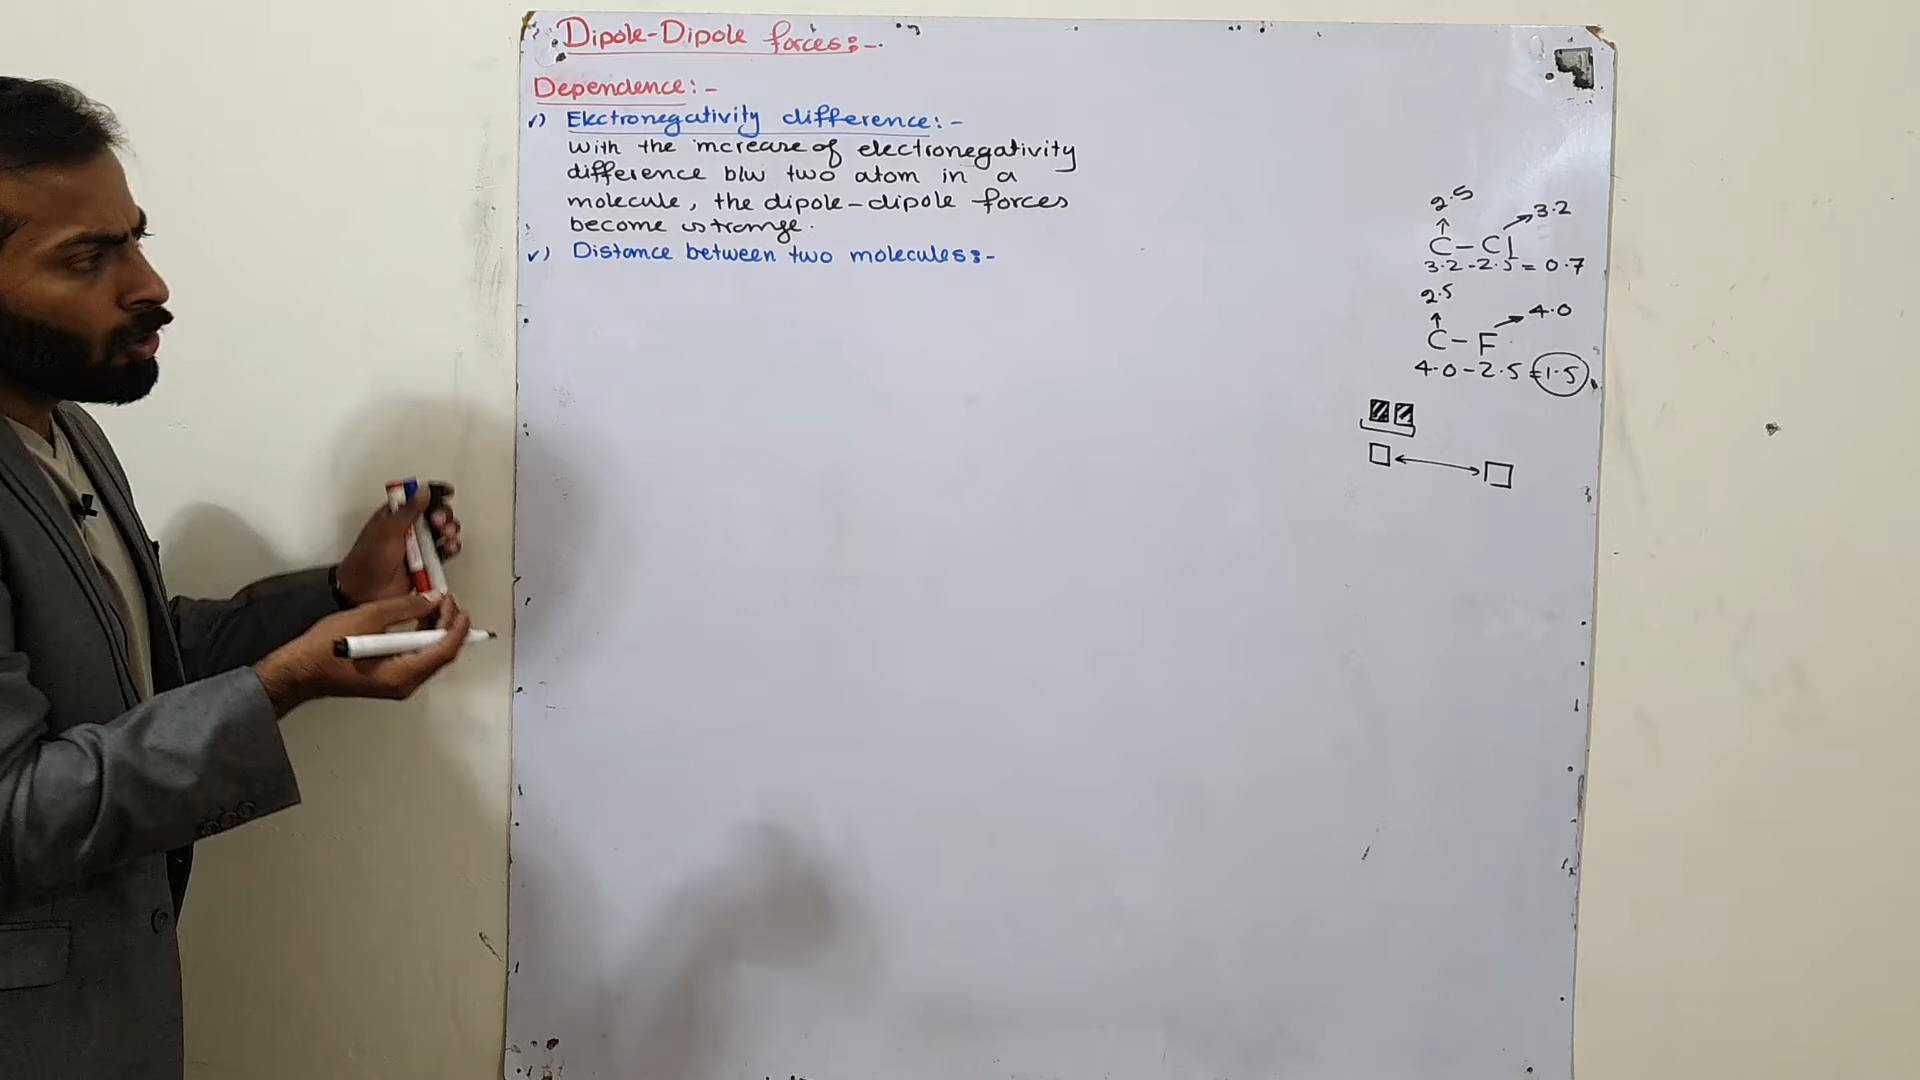 Dipole-Dipole forces:-
Dependence:-
✓) Electronegativity difference:-
with the increase of electronegativity
difference b/w two atom in a
molecule, the dipole-dipole forces
become stronge.
✓) Distance between two molecules:-
2.5
3.2
C-Cl
3.2-2.5=0.7
2.5
4.0
C-F
4.0-2.5=1.5